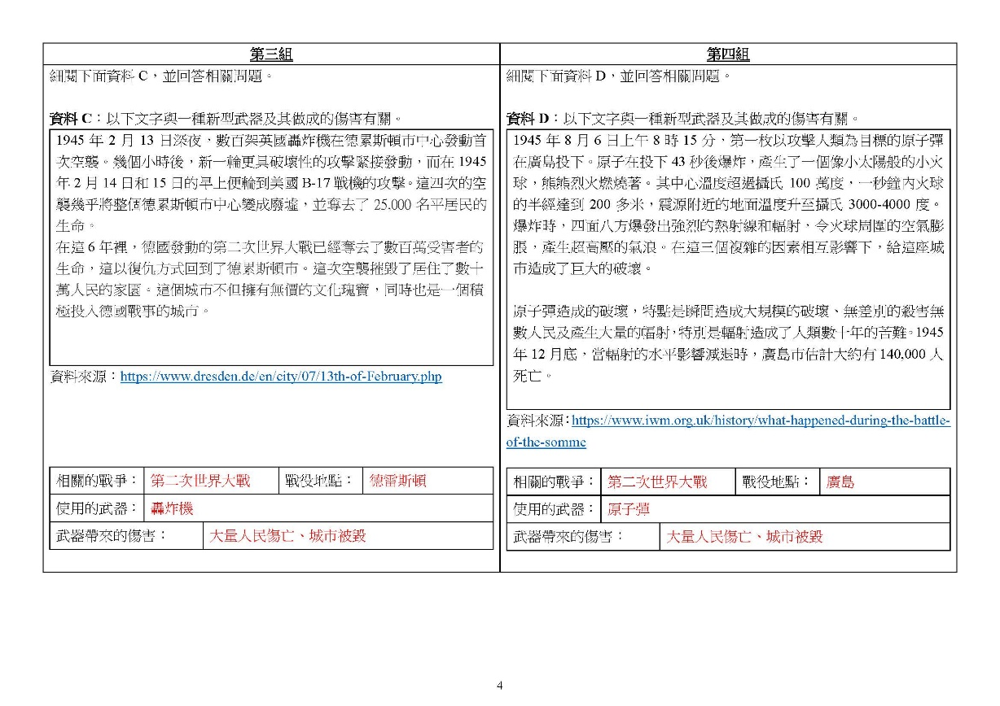 第三組
細閱下面資料 C，並回答相關問題。
資料 C：以下文字與一種新型武器及其做成的傷害有關。
1945 年 2 月 13 日深夜，數百架英國轟炸機在德累斯頓市中心發動首
次空襲。幾個小時後，新一輪更具破壞性的攻擊緊接發動，而在 1945
年 2 月 14 日和 15 日的早上便輪到美國 B-17 戰機的攻擊。這四次的空
襲幾乎將整個德累斯頓市中心變成廢墟，並奪去了 25.000 名平居民的
生命。
在這 6 年裡，德國發動的第二次世界大戰已經奪去了數百萬受害者的
生命，這以復仇方式回到了德累斯頓市。這次空襲摧毀了居住了數十
萬人民的家園。這個城市不但擁有無價的文化瑰寶，同時也是一個積
極投入德國戰事的城市。
資料來源：https://www.dresden.de/en/city/07/13th-of-February.php
相關的戰爭： 第二次世界大戰 戰役地點： 德雷斯頓
使用的武器： 轟炸機
武器帶來的傷害： 大量人民傷亡、城市被毀
第四組
細閱下面資料 D，並回答相關問題。
資料 D：以下文字與一種新型武器及其做成的傷害有關。
1945 年 8 月 6 日上午 8 時 15 分，第一枚以攻擊人類為目標的原子彈
在廣島投下。原子在投下 43 秒後爆炸，產生了一個像小太陽般的小火
球，熊熊烈火燃燒著。其中心溫度超過攝氏 100 萬度，一秒鐘內火球
的半經達到 200 多米，震源附近的地面溫度升至攝氏 3000-4000 度。
爆炸時，四面八方爆發出強烈的熱射線和輻射，令火球周圍的空氣膨
脹，產生超高壓的氣浪。在這三個複雜的因素相互影響下，給這座城
市造成了巨大的破壞。
原子彈造成的破壞，特點是瞬間造成大規模的破壞、無差別的殺害無
數人民及產生大量的幅射，特別是輻射造成了人類數十年的苦難。1945
年 12 月底，當輻射的水平影響減退時，廣島市估計大約有 140,000 人
死亡。
資料來源：https://www.iwm.org.uk/history/what-happened-during-the-battle-
of-the-somme
相關的戰爭： 第二次世界大戰 戰役地點： 廣島
使用的武器： 原子彈
武器帶來的傷害： 大量人民傷亡、城市被毀
4